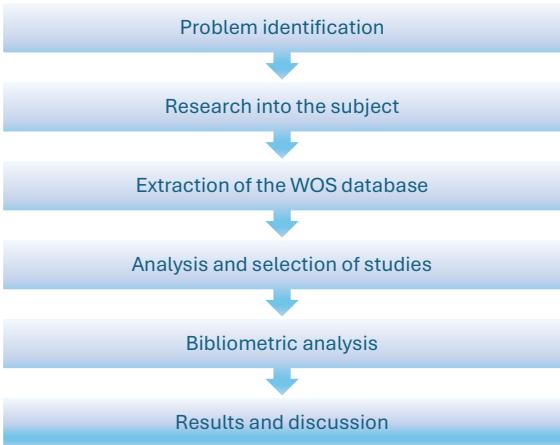 Problem identification
Research into the subject
Extraction of the WOS database
Analysis and selection of studies
Bibliometric analysis
Results and discussion